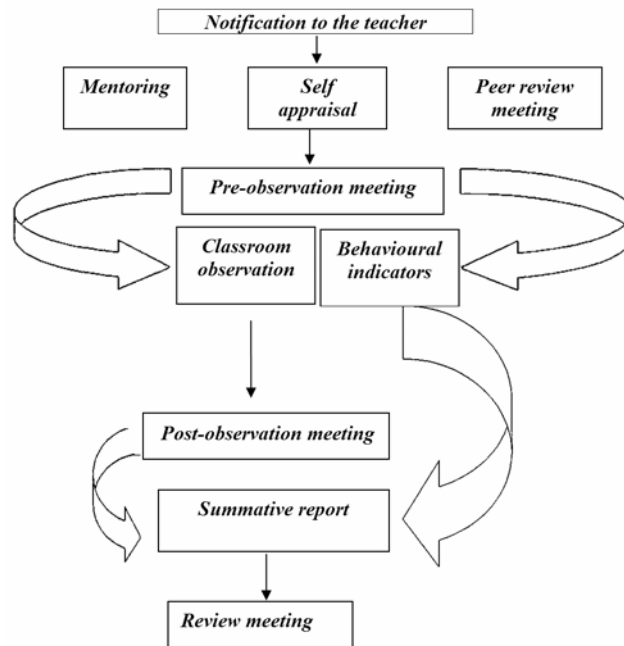 Notification to the teacher
Mentoring
Self
appraisal
Peer review
meeting
Pre-observation meeting
Classroom
observation
Behavioural
indicators
Post-observation meeting
Summative report
Review meeting